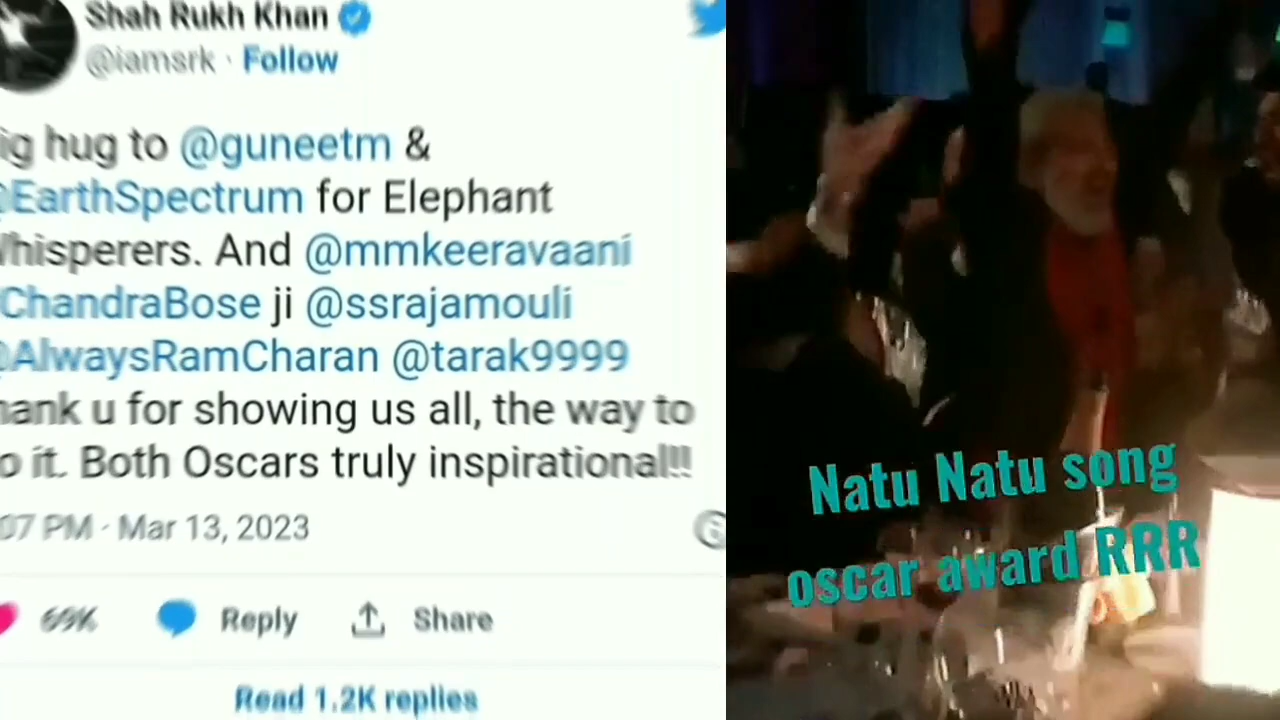 Shah Rukh Khan
@iamsrk · Follow
ig hug to @guneetm &
@EarthSpectrum for Elephant
Whisperers. And @mmkeeravaani
ChandraBose ji @ssrajamouli
@AlwaysRamCharan @tarak9999
hank u for showing us all, the way to
o it. Both Oscars truly inspirational!!
07 PM · Mar 13, 2023
69K Reply Share
Read 1.2K replies
Natu Natu song
oscar award RRR